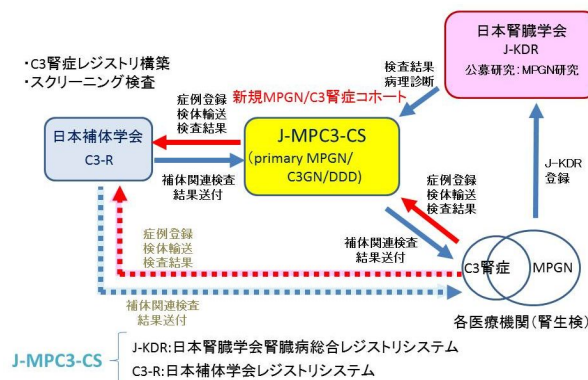 ・C3腎症レジストリ構築
・スクリーニング検査
日本腎臓学会
J-KDR
公募研究:MPGN研究
検査結果
病理診断
新規MPGN/C3腎症コホート
症例登録
検体輸送
検査結果
日本補体学会
C3-R
J-MPC3-CS
(primary MPGN/
C3GN/DDD)
補体関連検査
結果送付
J-KDR
登録
症例登録
検体輸送
検査結果
補体関連検査
結果送付
症例登録
検体輸送
検査結果
C3腎症
MPGN
補体関連検査
結果送付
各医療機関(腎生検)
J-MPC3-CS
J-KDR:日本腎臓学会腎臓病総合レジストリシステム
C3-R:日本補体学会レジストリシステム